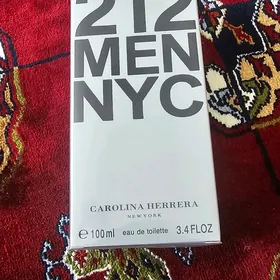 212
MEN
NYC
CAROLINA HERRERA
NEW YORK
℮ 100 ml eau de toilette 3.4 FL OZ